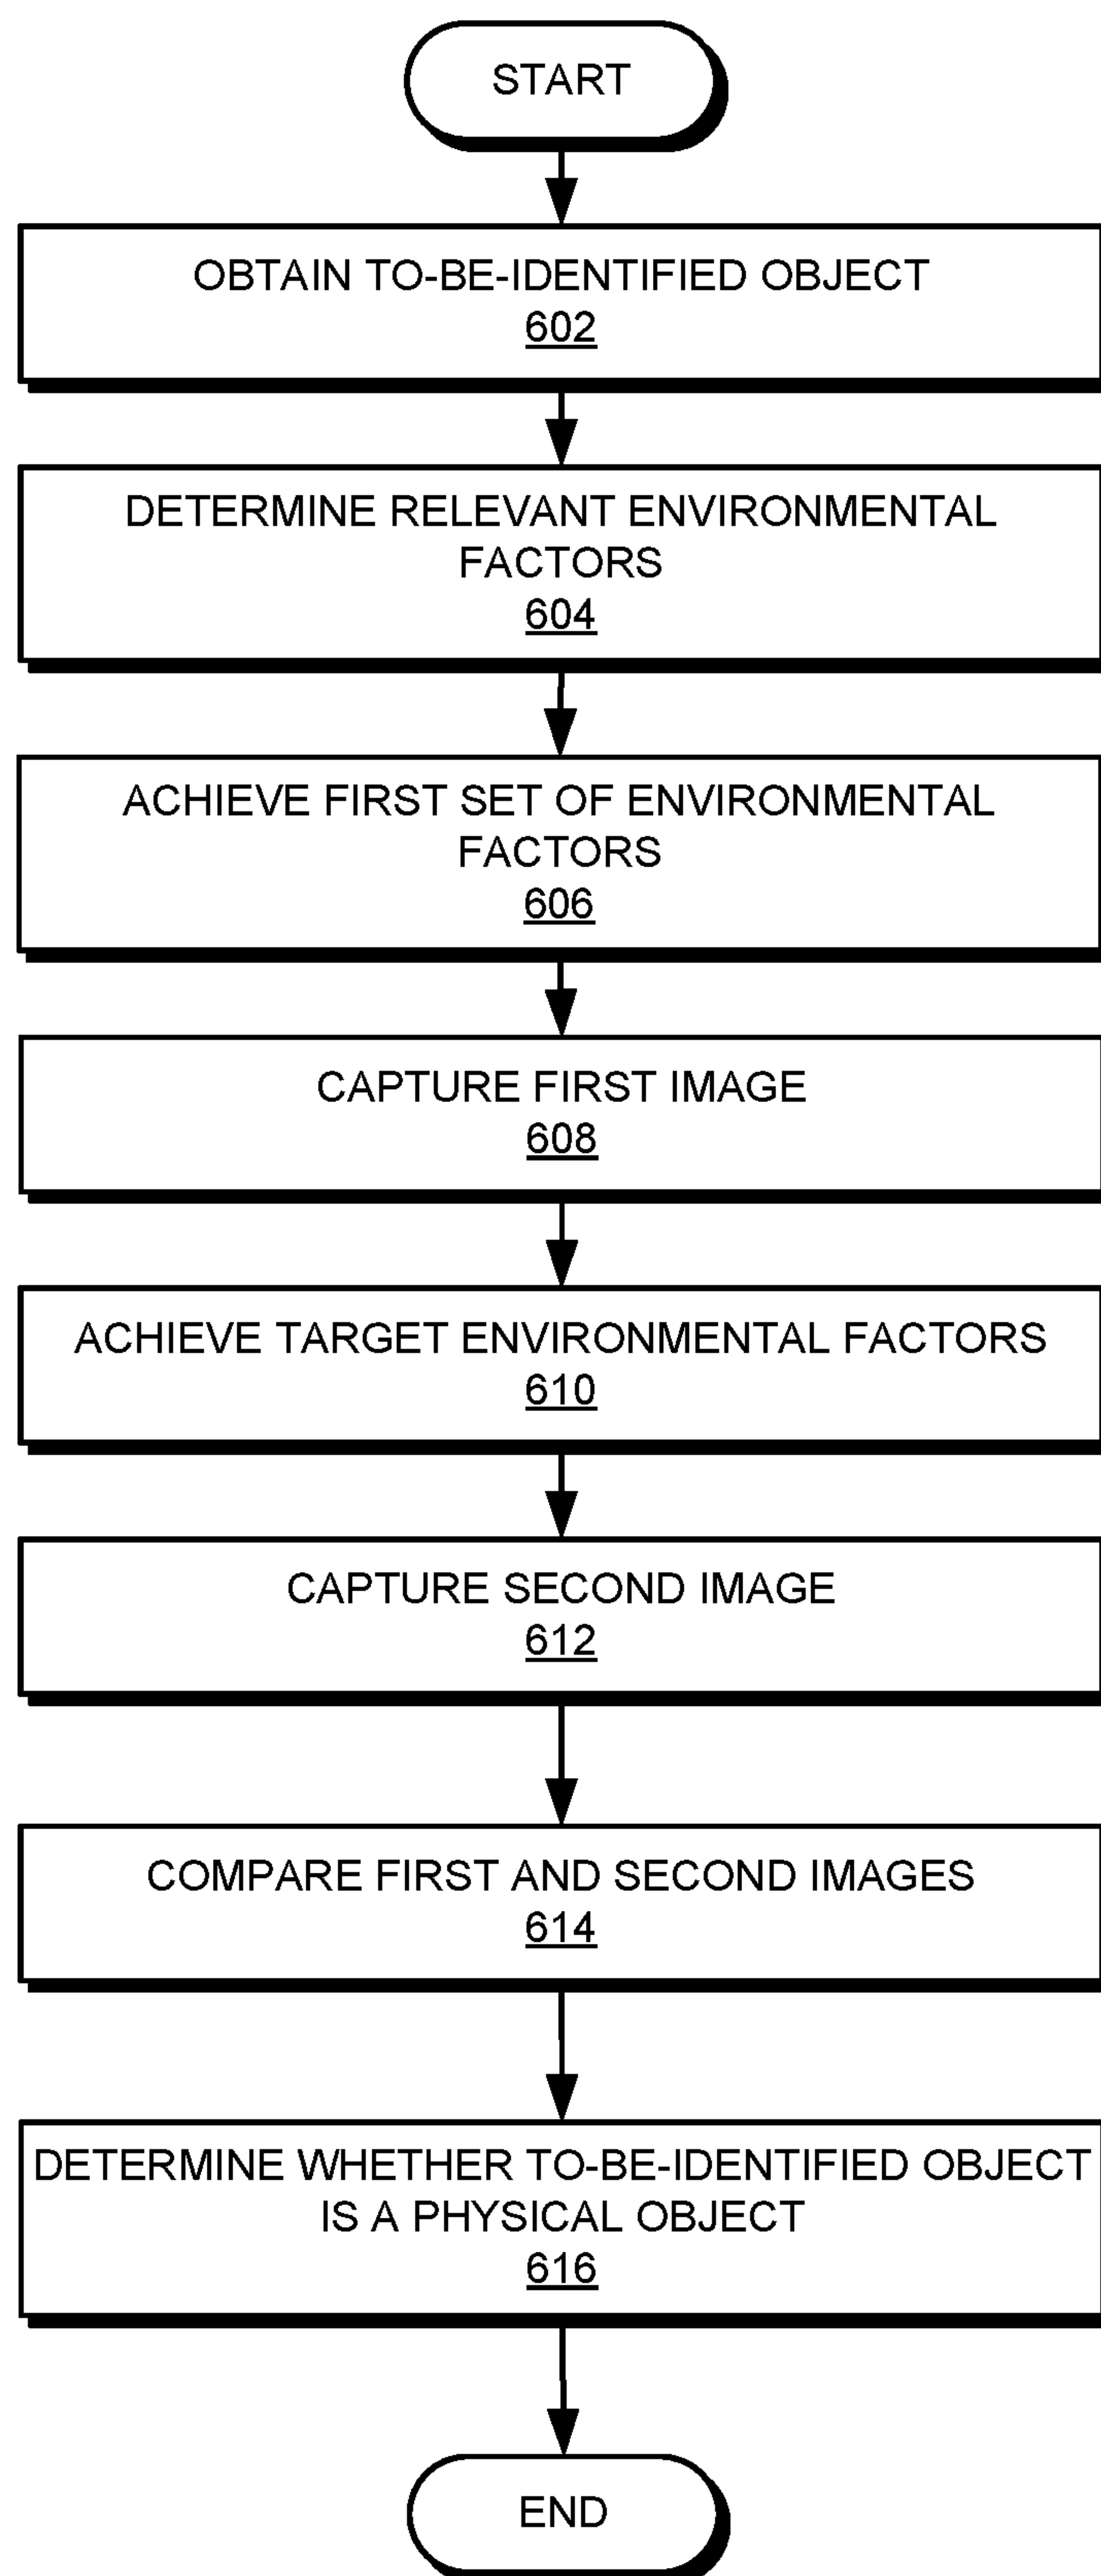 START
OBTAIN TO-BE-IDENTIFIED OBJECT
602
DETERMINE RELEVANT ENVIRONMENTAL
FACTORS
604
ACHIEVE FIRST SET OF ENVIRONMENTAL
FACTORS
606
CAPTURE FIRST IMAGE
608
ACHIEVE TARGET ENVIRONMENTAL FACTORS
610
CAPTURE SECOND IMAGE
612
COMPARE FIRST AND SECOND IMAGES
614
DETERMINE WHETHER TO-BE-IDENTIFIED OBJECT
IS A PHYSICAL OBJECT
616
END